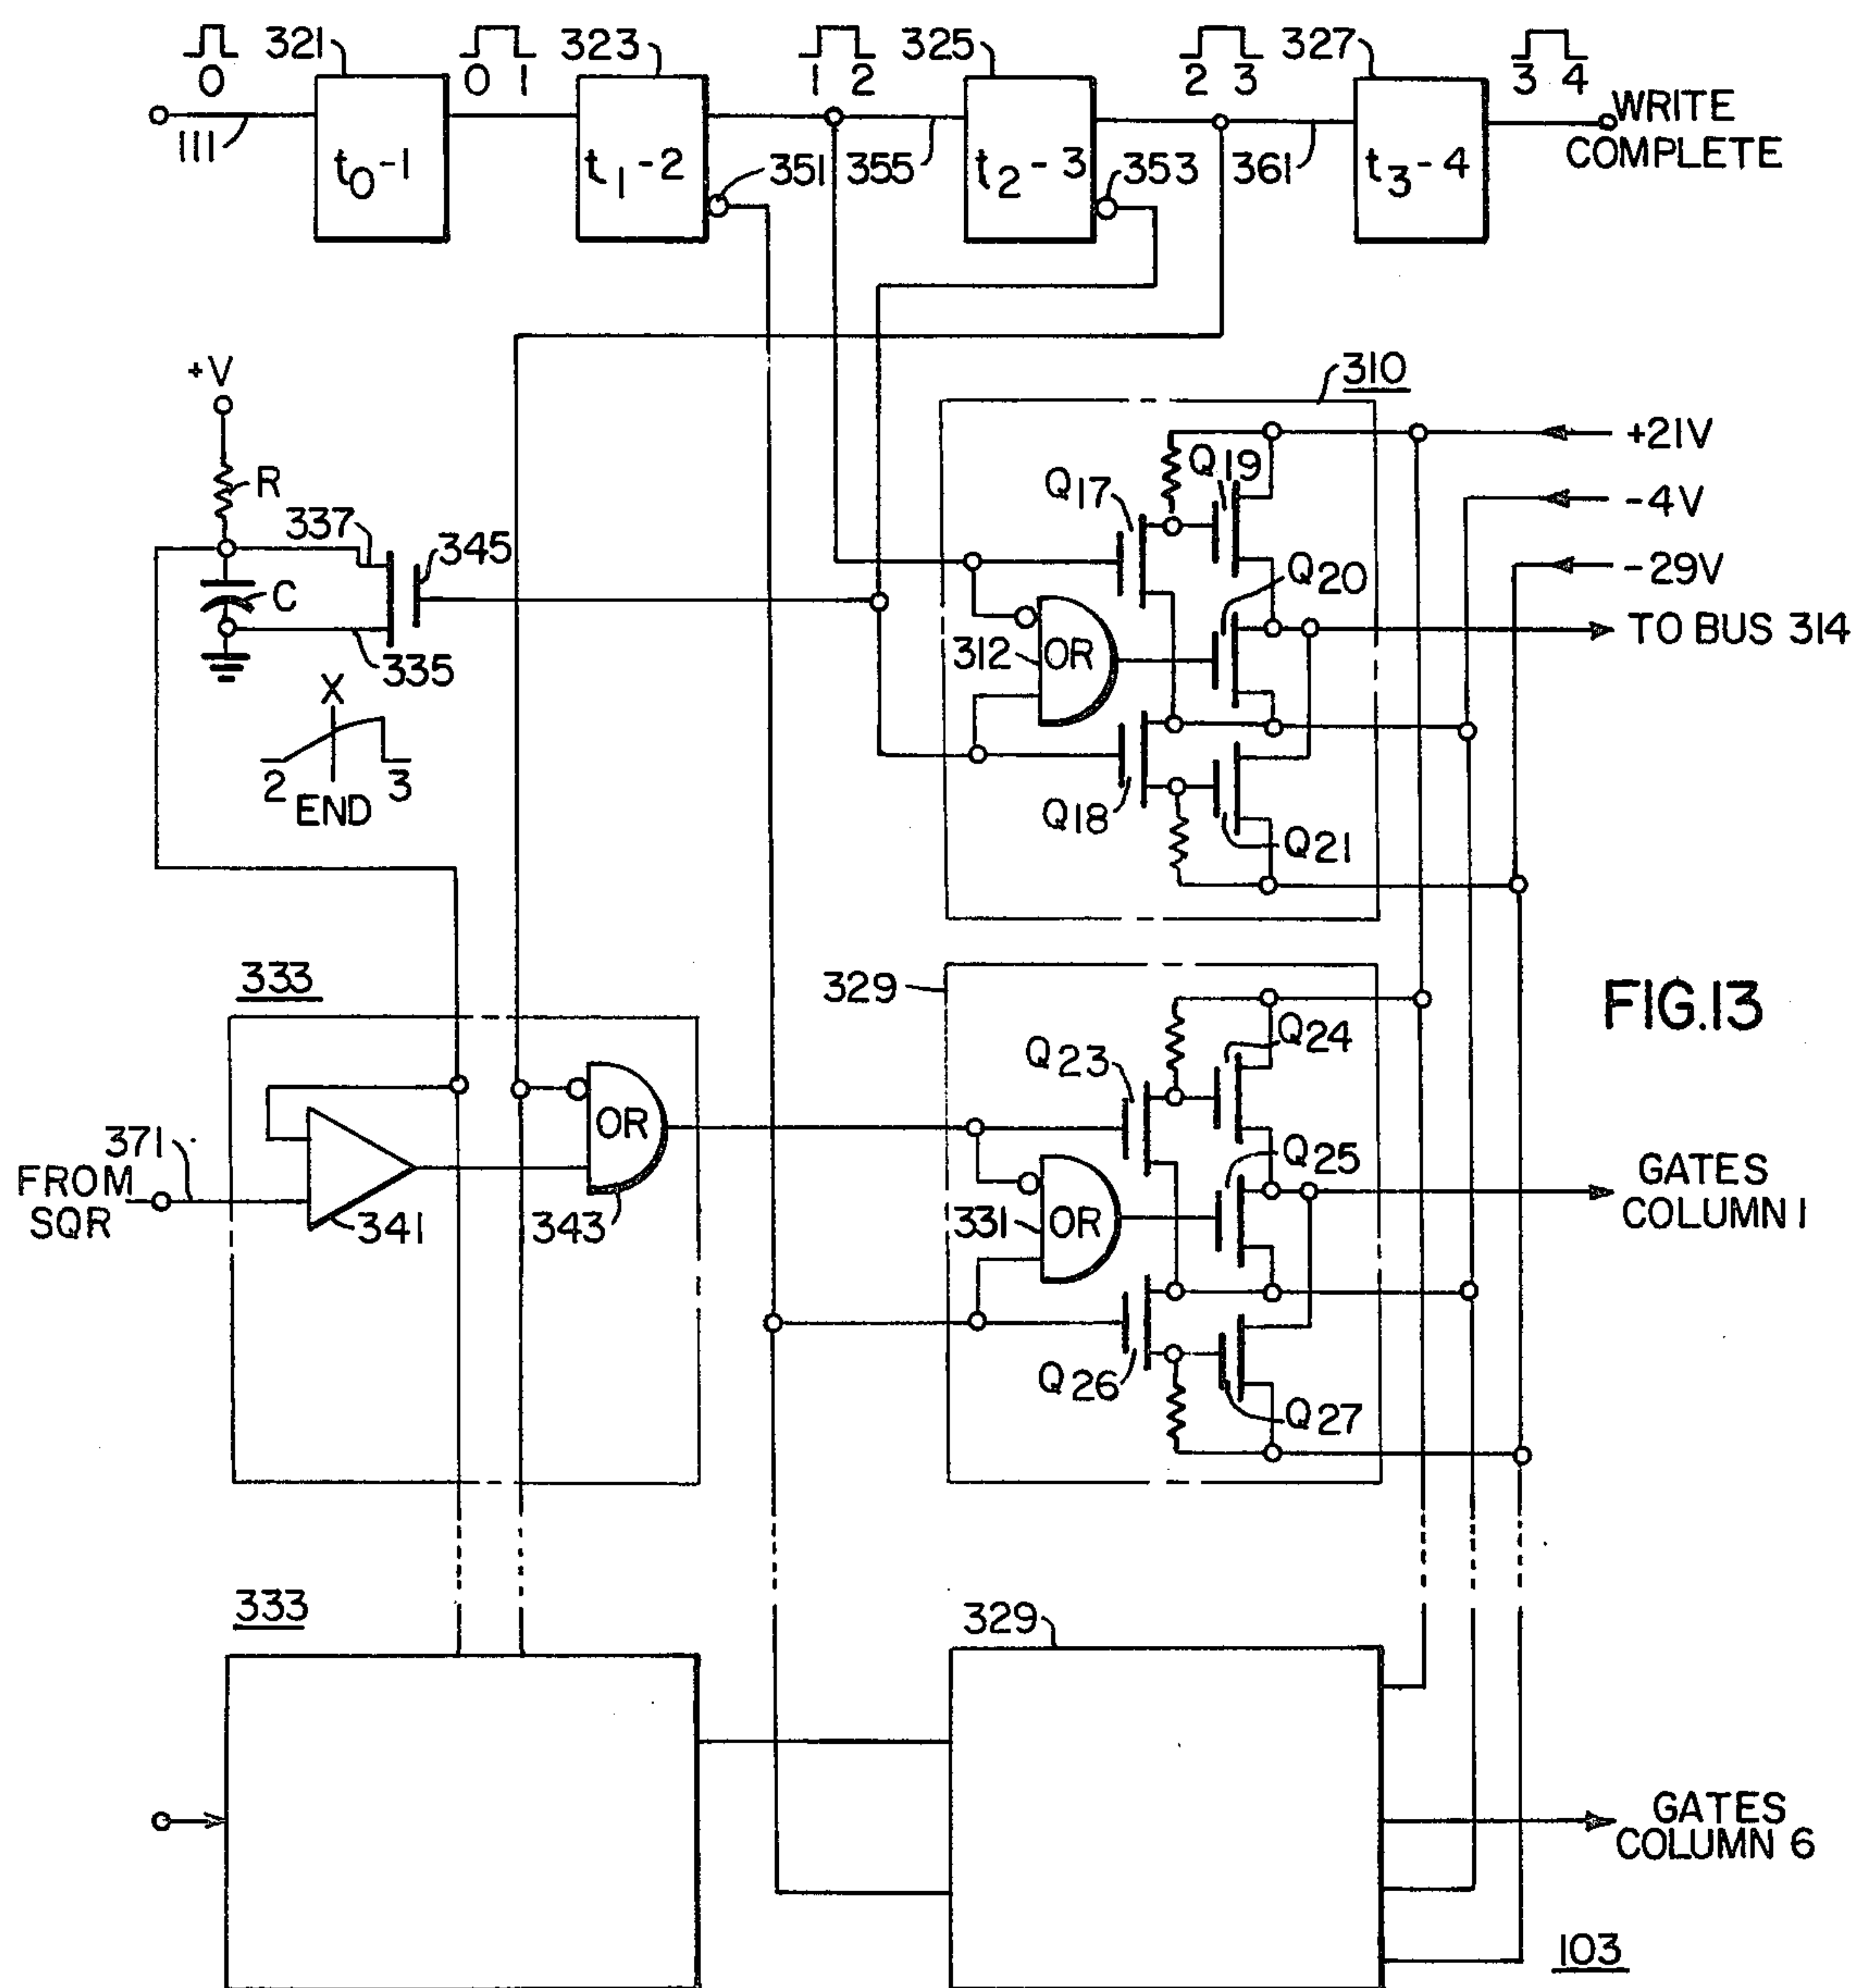 0 321 0 1 323 1 2 325 2 3 327 3 4
111 t0-1 t1-2 351 355 t2-3 353 361 t3-4 WRITE
COMPLETE
310
+V +21V
R Q17 Q19 -4V
337 345 Q20 -29V
C 312 OR TO BUS 314
335
X
2 3
END Q18 Q21
333 329 FIG.13
Q23 Q24
OR Q25
371 GATES
FROM COLUMN 1
SQR 341 343 331 OR
Q26 Q27
333 329
GATES
COLUMN 6
103